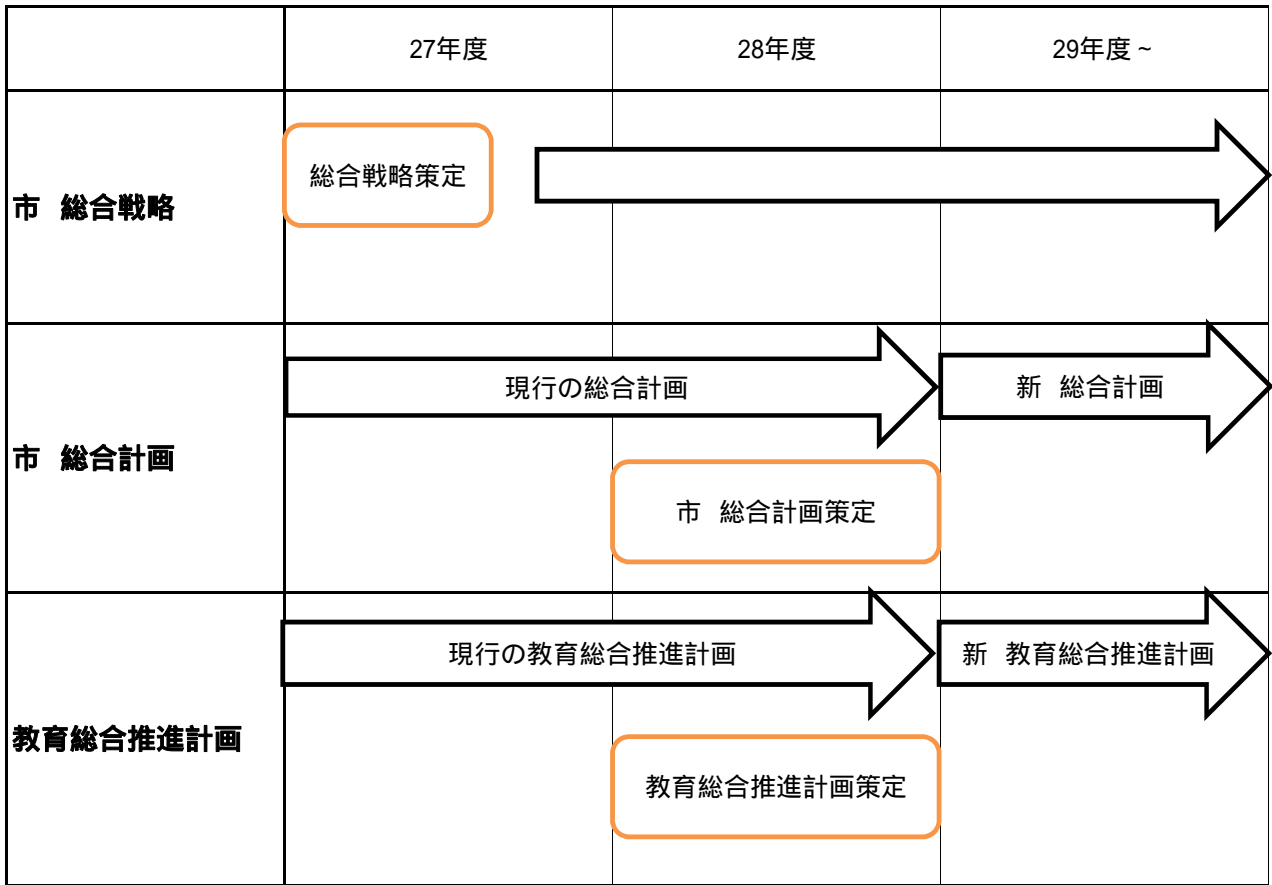 27年度
28年度
29年度 ~
市 総合戦略
総合戦略策定
市 総合計画
現行の総合計画
新 総合計画
市 総合計画策定
教育総合推進計画
現行の教育総合推進計画
新 教育総合推進計画
教育総合推進計画策定